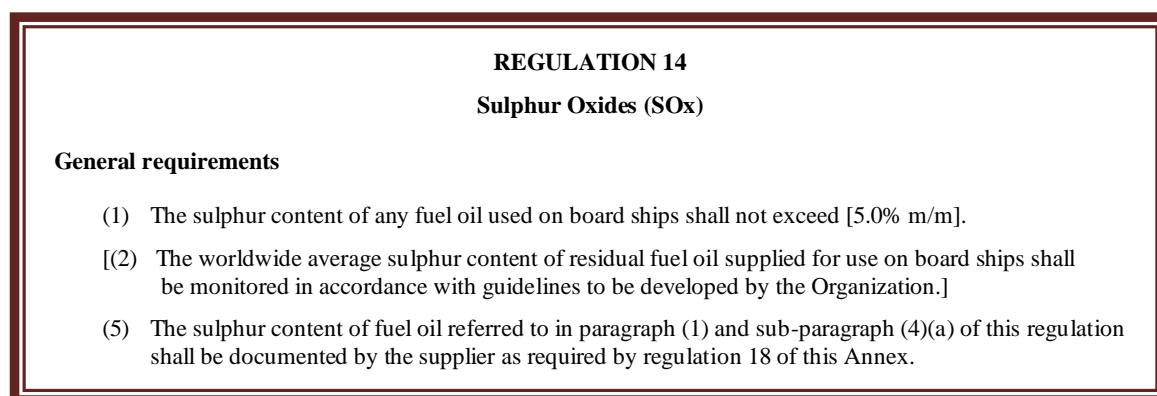 REGULATION 14
Sulphur Oxides (SOx)
General requirements
(1) The sulphur content of any fuel oil used on board ships shall not exceed [5.0% m/m].
[(2) The worldwide average sulphur content of residual fuel oil supplied for use on board ships shall
be monitored in accordance with guidelines to be developed by the Organization.]
(5) The sulphur content of fuel oil referred to in paragraph (1) and sub-paragraph (4)(a) of this regulation
shall be documented by the supplier as required by regulation 18 of this Annex.